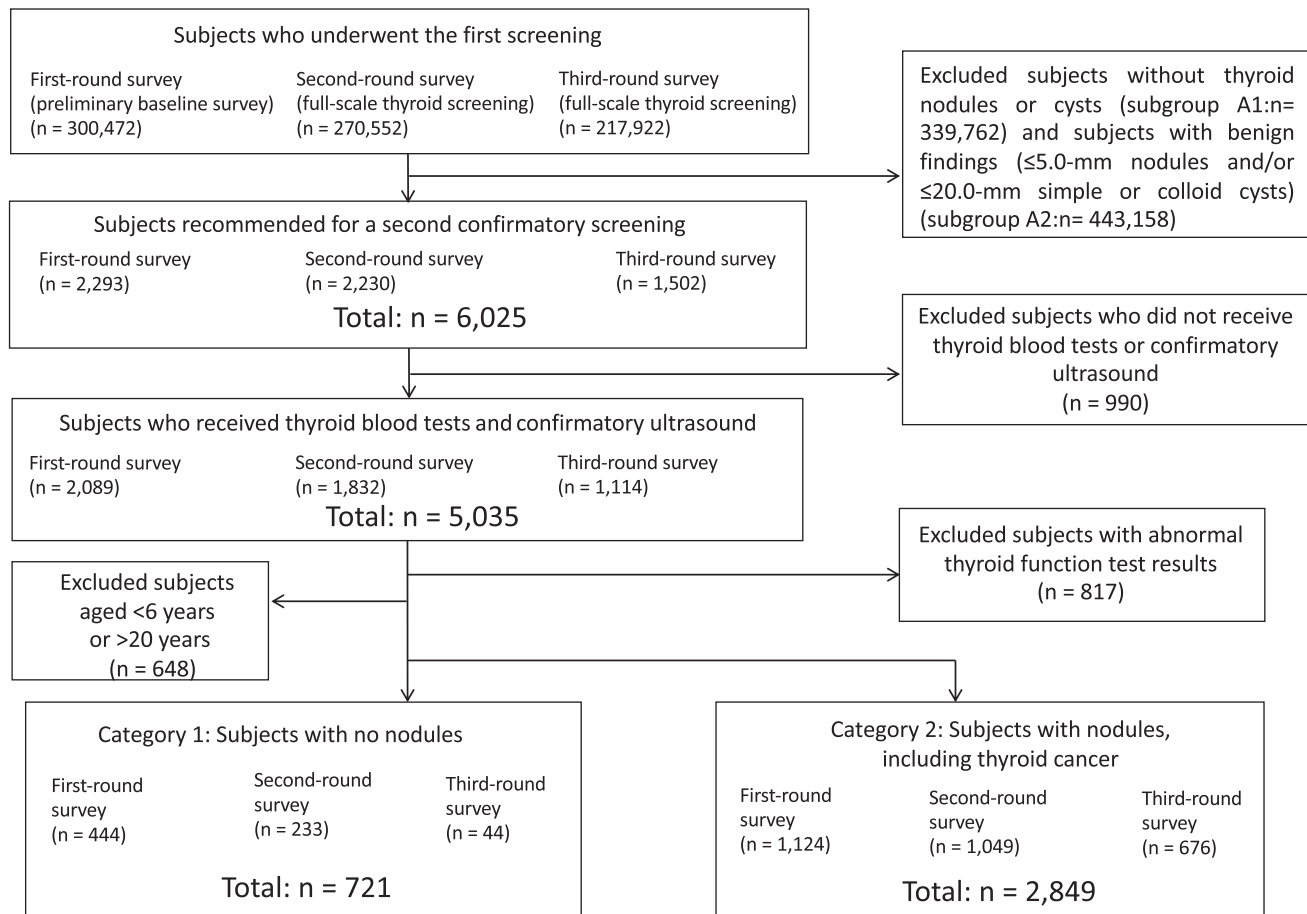 Subjects who underwent the first screening
First-round survey
(preliminary baseline survey)
(n = 300,472)
Second-round survey
(full-scale thyroid screening)
(n = 270,552)
Third-round survey
(full-scale thyroid screening)
(n = 217,922)
Excluded subjects without thyroid
nodules or cysts (subgroup A1:n=
339,762) and subjects with benign
findings (≤5.0-mm nodules and/or
≤20.0-mm simple or colloid cysts)
(subgroup A2:n= 443,158)
Subjects recommended for a second confirmatory screening
First-round survey
(n = 2,293)
Second-round survey
(n = 2,230)
Third-round survey
(n = 1,502)
Total: n = 6,025
Excluded subjects who did not receive
thyroid blood tests or confirmatory
ultrasound
(n = 990)
Subjects who received thyroid blood tests and confirmatory ultrasound
First-round survey
(n = 2,089)
Second-round survey
(n = 1,832)
Third-round survey
(n = 1,114)
Total: n = 5,035
Excluded subjects with abnormal
thyroid function test results
(n = 817)
Excluded subjects
aged <6 years
or >20 years
(n = 648)
Category 1: Subjects with no nodules
First-round
survey
(n = 444)
Second-round
survey
(n = 233)
Third-round
survey
(n = 44)
Total: n = 721
Category 2: Subjects with nodules,
including thyroid cancer
First-round
survey
(n = 1,124)
Second-round
survey
(n = 1,049)
Third-round
survey
(n = 676)
Total: n = 2,849